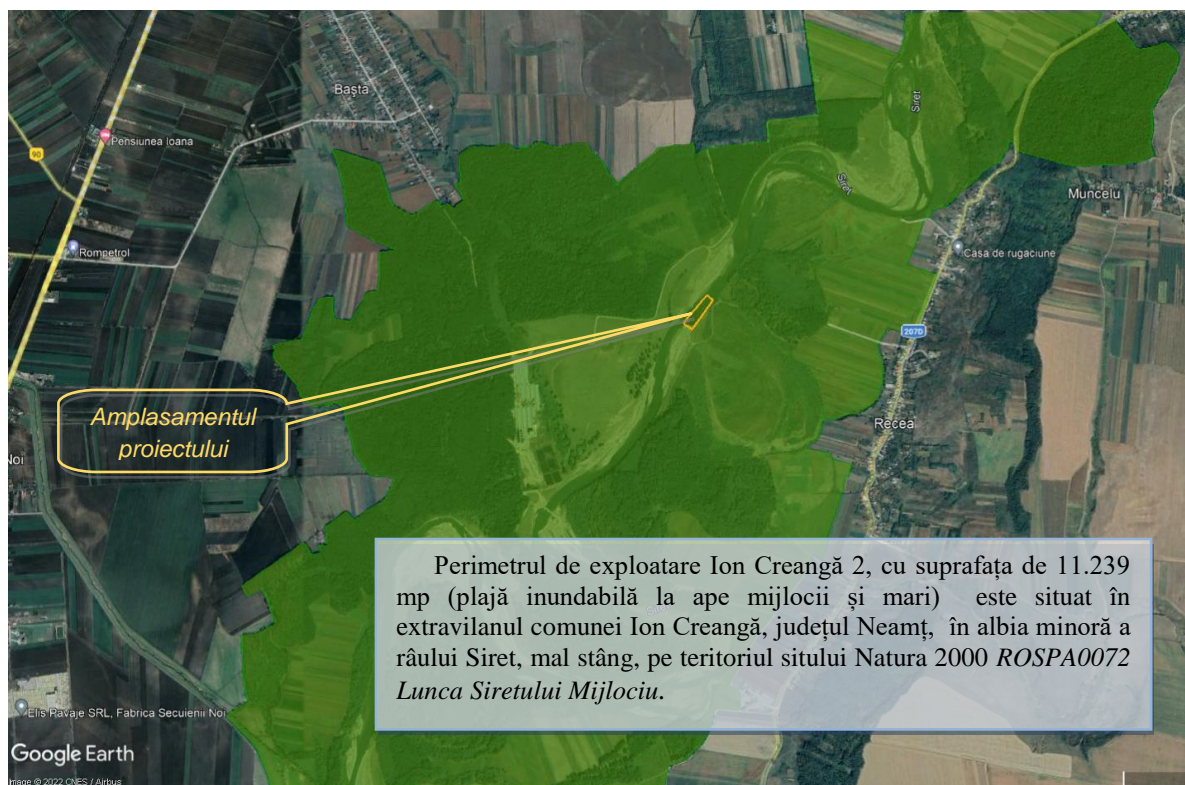 Bașta
Siret
Pensiunea Ioana
90
Siret
Muncelu
Rompetrol
Casa de rugaciune
207D
Amplasamentul
proiectului
Recea
Noi
Perimetrul de exploatare Ion Creangă 2, cu suprafața de 11.239
mp (plajă inundabilă la ape mijlocii și mari) este situat în
extravilanul comunei Ion Creangă, județul Neamț, în albia minoră a
râului Siret, mal stâng, pe teritoriul sitului Natura 2000 ROSPA0072
Lunca Siretului Mijlociu.
Elis Pavaje SRL, Fabrica Secuienii Noi
Google Earth
Image © 2022 CNES / Airbus